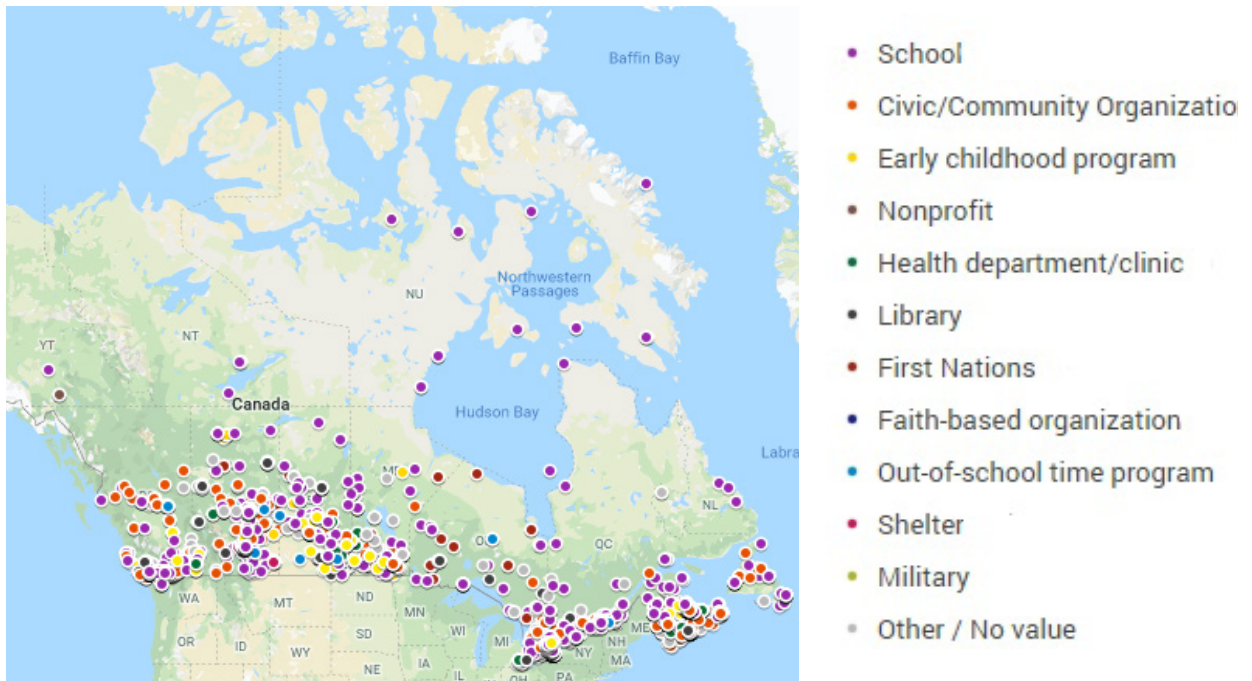 Baffin Bay
Northwestern
Passages
NU
NT
YT
Canada
Hudson Bay
Labra
NL
QC
WA
MT
ND
MN
OR
ID
SD
WI
MI
ME
WY
NH
NY
MA
IA
NE
IL
OH
PA
School
Civic/Community Organizatio
Early childhood program
Nonprofit
Health department/clinic
Library
First Nations
Faith-based organization
Out-of-school time program
Shelter
Military
Other / No value